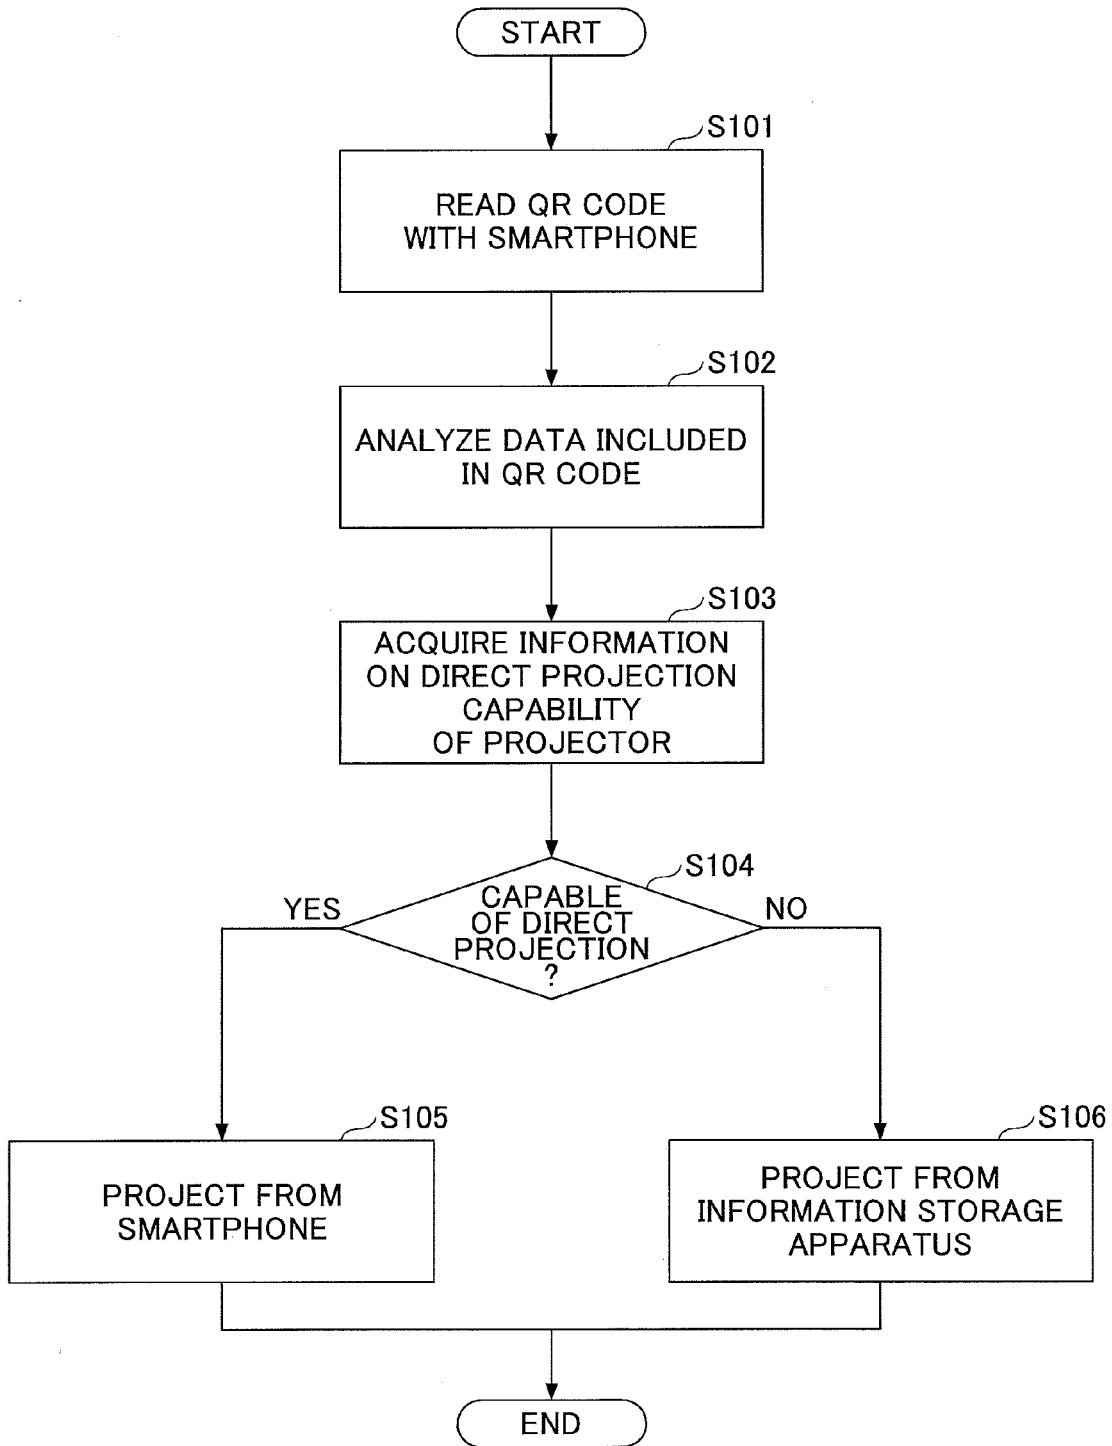 START
S101
READ QR CODE
WITH SMARTPHONE
S102
ANALYZE DATA INCLUDED
IN QR CODE
S103
ACQUIRE INFORMATION
ON DIRECT PROJECTION
CAPABILITY
OF PROJECTOR
S104
CAPABLE
OF DIRECT
PROJECTION
?
YES
NO
S105
PROJECT FROM
SMARTPHONE
S106
PROJECT FROM
INFORMATION STORAGE
APPARATUS
END